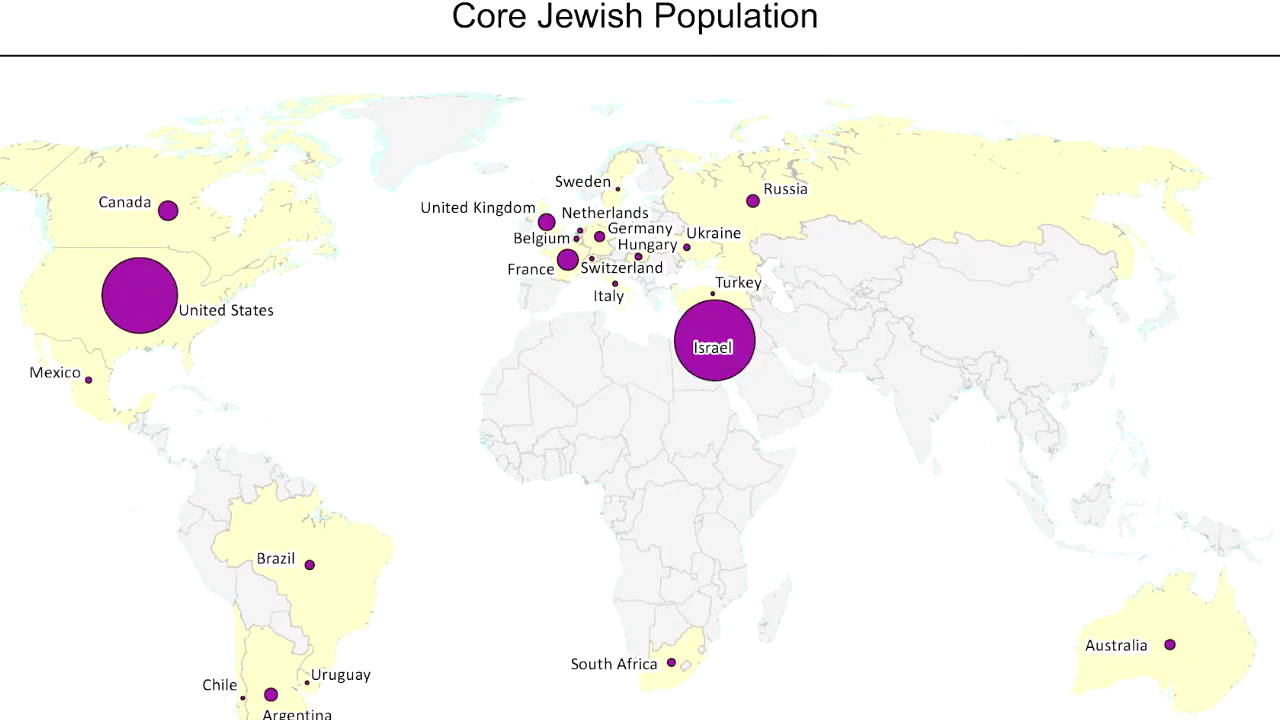 Core Jewish Population
Canada
United States
Mexico
Brazil
Chile
Uruguay
Argentina
Sweden
United Kingdom
Netherlands
Belgium
Germany
Hungary
France
Switzerland
Italy
Ukraine
Russia
Turkey
Israel
South Africa
Australia